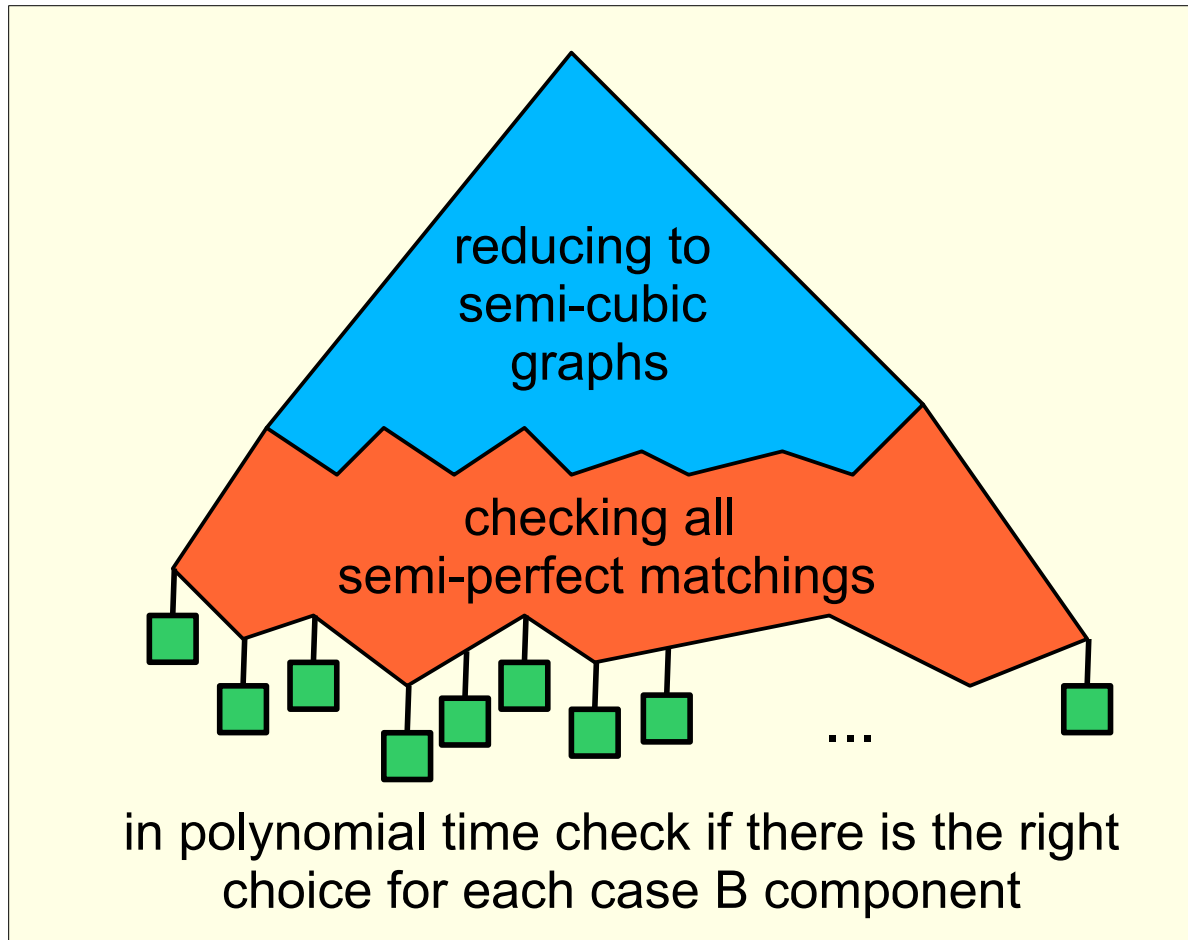 reducing to
semi-cubic
graphs
checking all
semi-perfect matchings
...
in polynomial time check if there is the right
choice for each case B component